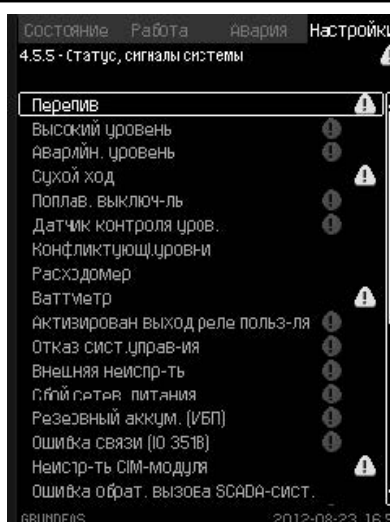 Состояние Работа Авария Настройки
4.5.5 - Статус, сигналы системы
Перелив
Высокий уровень
Аварийн. уровень
Сухой ход
Поплав. выключ-ль
Датчик контроля уров.
Конфликтующ.уровни
Расходомер
Ваттметр
Активирован выход реле польз-ля
Отказ сист.управ-ия
Внешняя неиспр-ть
Сбой сетев. питания
Резервный аккум. (ИБП)
Ошибка связи (IO 351B)
Неиспр-ть CIM-модуля
Ошибка обрат. вызова SCADA-сист.
GRUNDFOS 2012-08-23 16:5